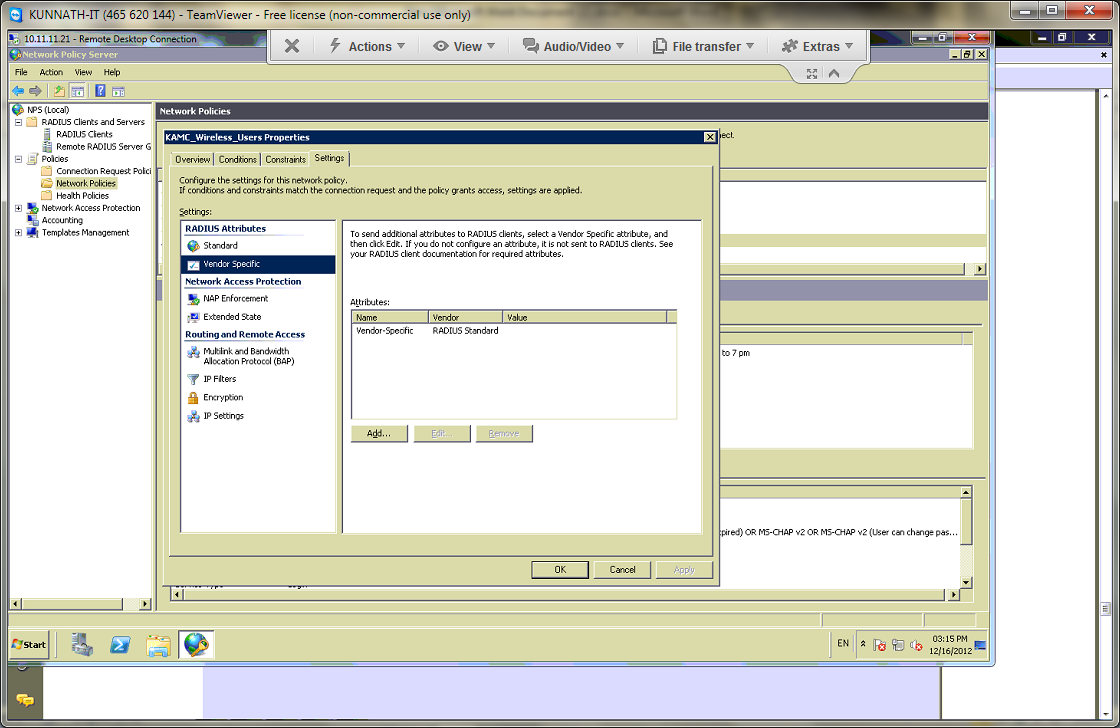 KUNNATH-IT (465 620 144) - TeamViewer - Free license (non-commercial use only)
10.11.11.21 - Remote Desktop Connection
Actions View Audio/Video File transfer Extras
Network Policy Server
File Action View Help
NPS (Local)
RADIUS Clients and Servers
RADIUS Clients
Remote RADIUS Server G
Policies
Connection Request Polici
Network Policies
Health Policies
Network Access Protection
Accounting
Templates Management
Network Policies
KAMC_Wireless_Users Properties
Overview Conditions Constraints Settings
Configure the settings for this network policy.
If conditions and constraints match the connection request and the policy grants access, settings are applied.
Settings:
RADIUS Attributes
Standard
Vendor Specific
Network Access Protection
NAP Enforcement
Extended State
Routing and Remote Access
Multilink and Bandwidth
Allocation Protocol (BAP)
IP Filters
Encryption
IP Settings
To send additional attributes to RADIUS clients, select a Vendor Specific attribute, and
then click Edit. If you do not configure an attribute, it is not sent to RADIUS clients. See
your RADIUS client documentation for required attributes.
Attributes:
Name Vendor Value
Vendor-Specific RADIUS Standard
Add... Edit... Remove
OK Cancel Apply
ect.
to 7 pm
pired) OR MS-CHAP v2 OR MS-CHAP v2 (User can change pas...
Start
EN
03:15 PM
12/16/2012